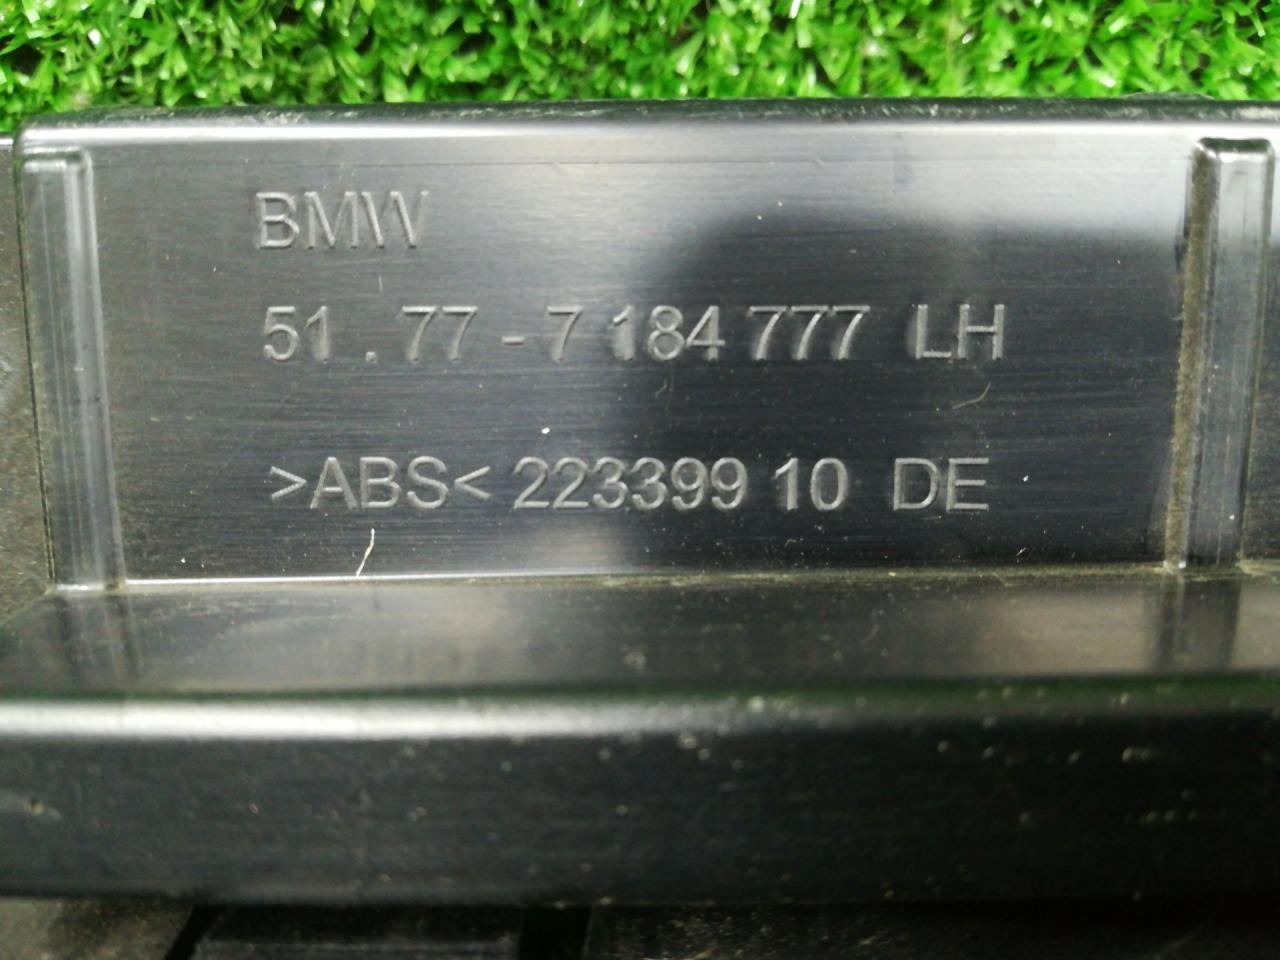 BMW
51.77-7 184 777 LH
>ABS< 223399 10 DE